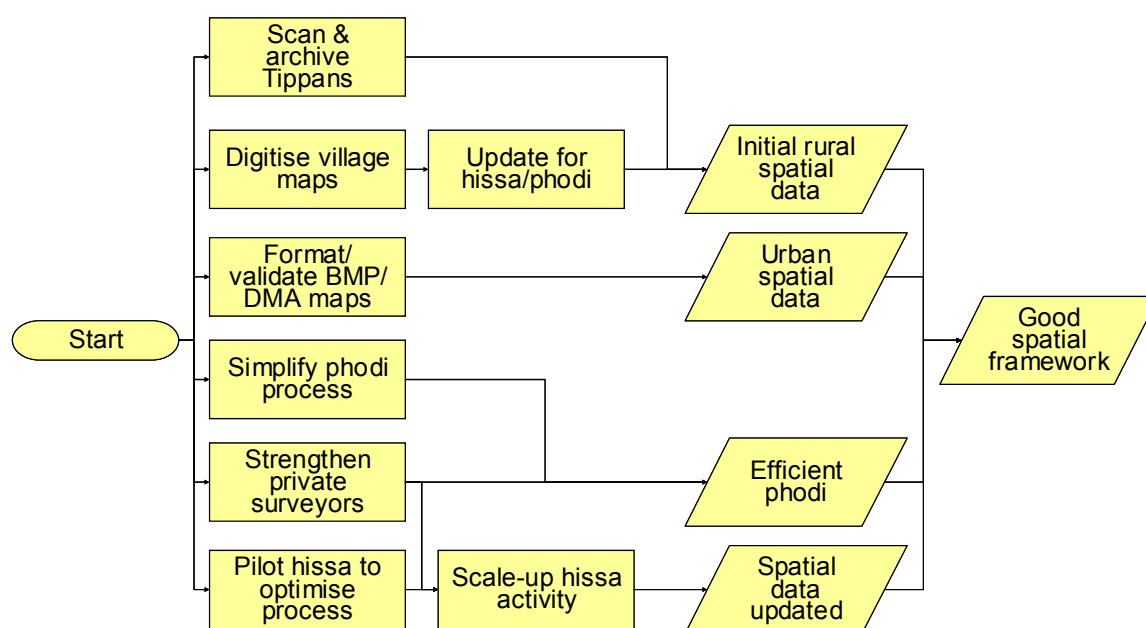 Scan &
archive
Tippans
Digitise village
maps
Update for
hissa/phodi
Initial rural
spatial
data
Format/
validate BMP/
DMA maps
Urban
spatial
data
Start
Good
spatial
framework
Simplify phodi
process
Strengthen
private
surveyors
Efficient
phodi
Pilot hissa to
optimise
process
Scale-up hissa
activity
Spatial
data
updated